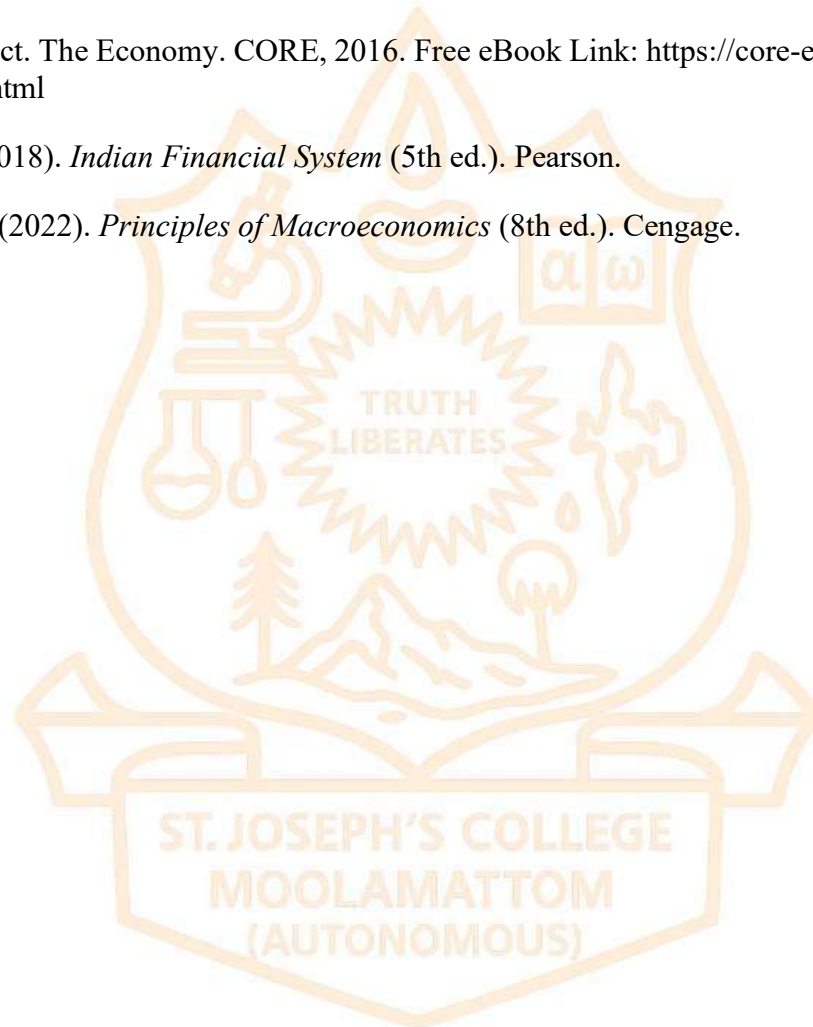 ct. The Economy. CORE, 2016. Free eBook Link: https://core-e
ntml
018). Indian Financial System (5th ed.). Pearson.
(2022). Principles of Macroeconomics (8th ed.). Cengage.
α ω
TRUTH
LIBERATES
ST. JOSEPH'S COLLEGE
MOOLAMATTOM
(AUTONOMOUS)